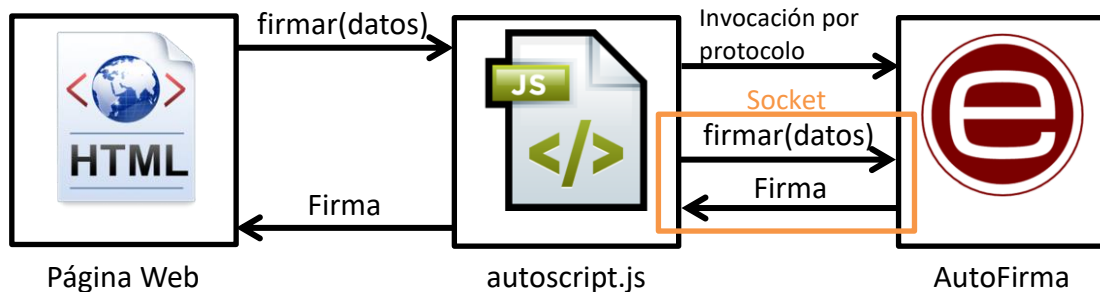 firmar(datos)
Invocación por
protocolo
JS
Socket
firmar(datos)
</>
HTML
Firma
Firma
Página Web
autoscript.js
AutoFirma